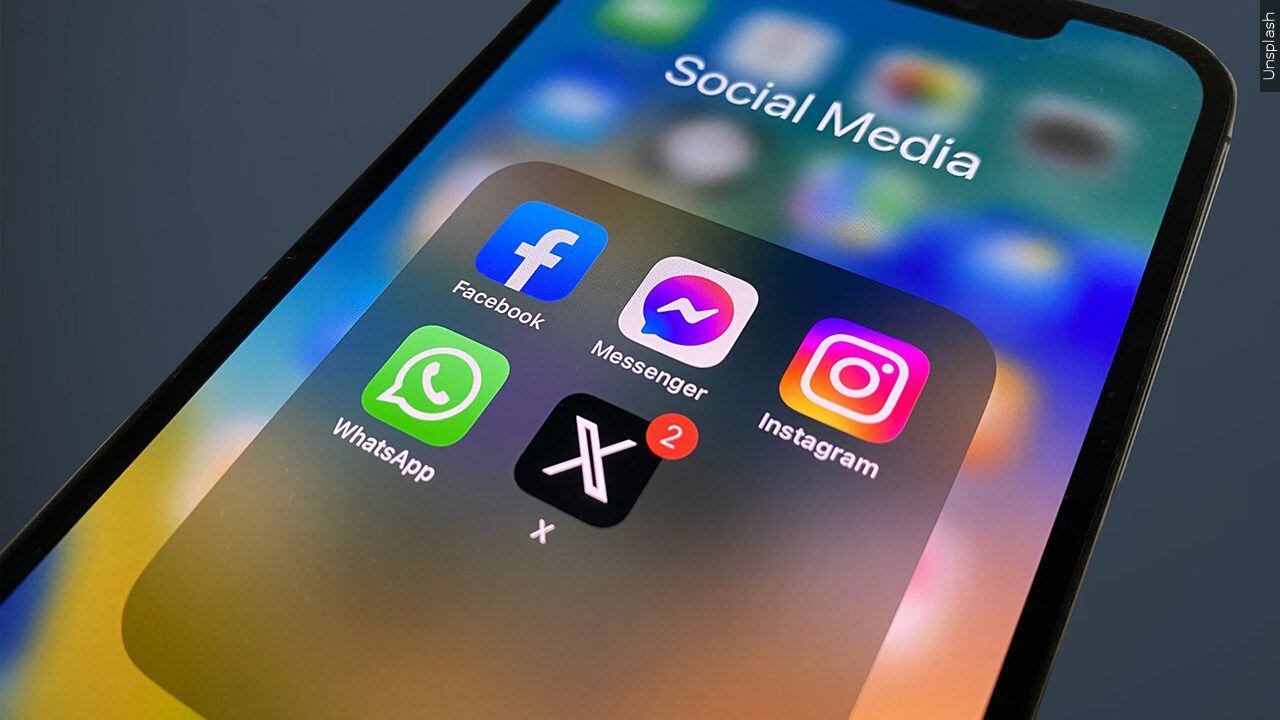 Unsplash
Social Media
Facebook
Messenger
Instagram
WhatsApp
2
X